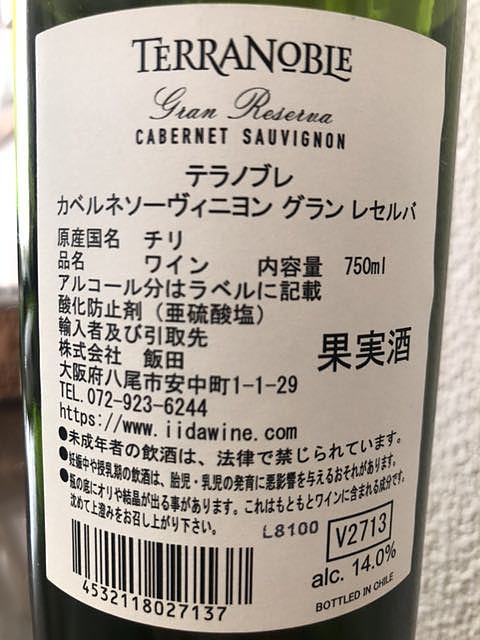 TERRANOBLE
Gran Reserva
CABERNET SAUVIGNON
テラノブレ
カベルネソーヴィニヨン グラン レセルバ
原産国名 チリ
品名 ワイン 内容量 750ml
アルコール分はラベルに記載
酸化防止剤（亜硫酸塩）
輸入者及び引取先
株式会社 飯田
果実酒
大阪府八尾市安中町1-1-29
TEL.072-923-6244
https://www.iidawine.com
●未成年者の飲酒は、法律で禁じられています。
●妊娠中や授乳期の飲酒は、胎児・乳児の発育に悪影響を与えるおそれがあります。
●瓶の底にオリや結晶が出る事があります。これはもともとワインに含まれる成分です。
沈めて上澄みをお召し上がり下さい。
L8100
V2713
alc. 14.0%
4532118027137
BOTTLED IN CHILE